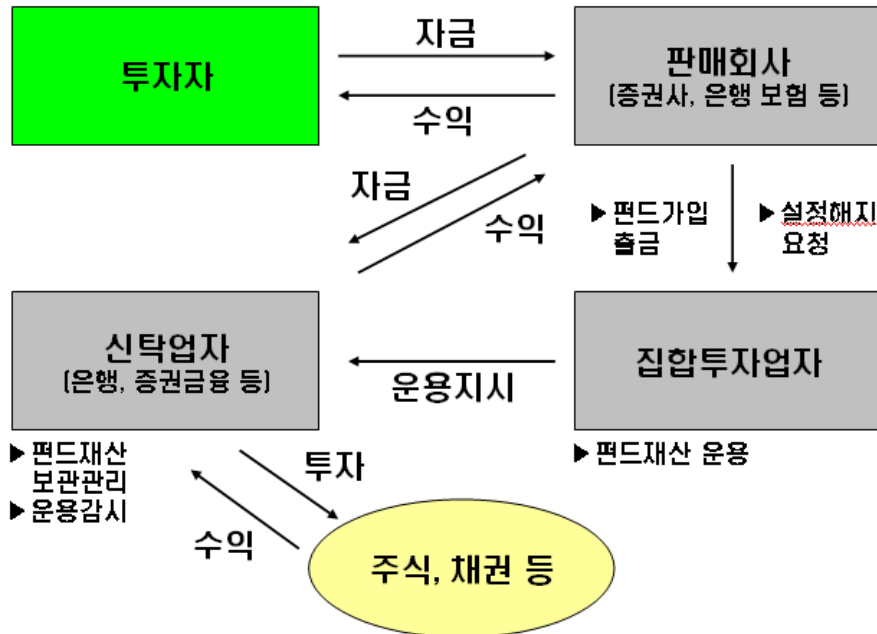 투자자
자금
수익
판매회사
(증권사, 은행 보험 등)
자금
수익
▶펀드가입
출금
▶설정해지
요청
신탁업자
(은행, 증권금융 등)
운용지시
집합투자업자
▶펀드재산
보관관리
▶운용감시
▶펀드재산 운용
투자
수익
주식, 채권 등